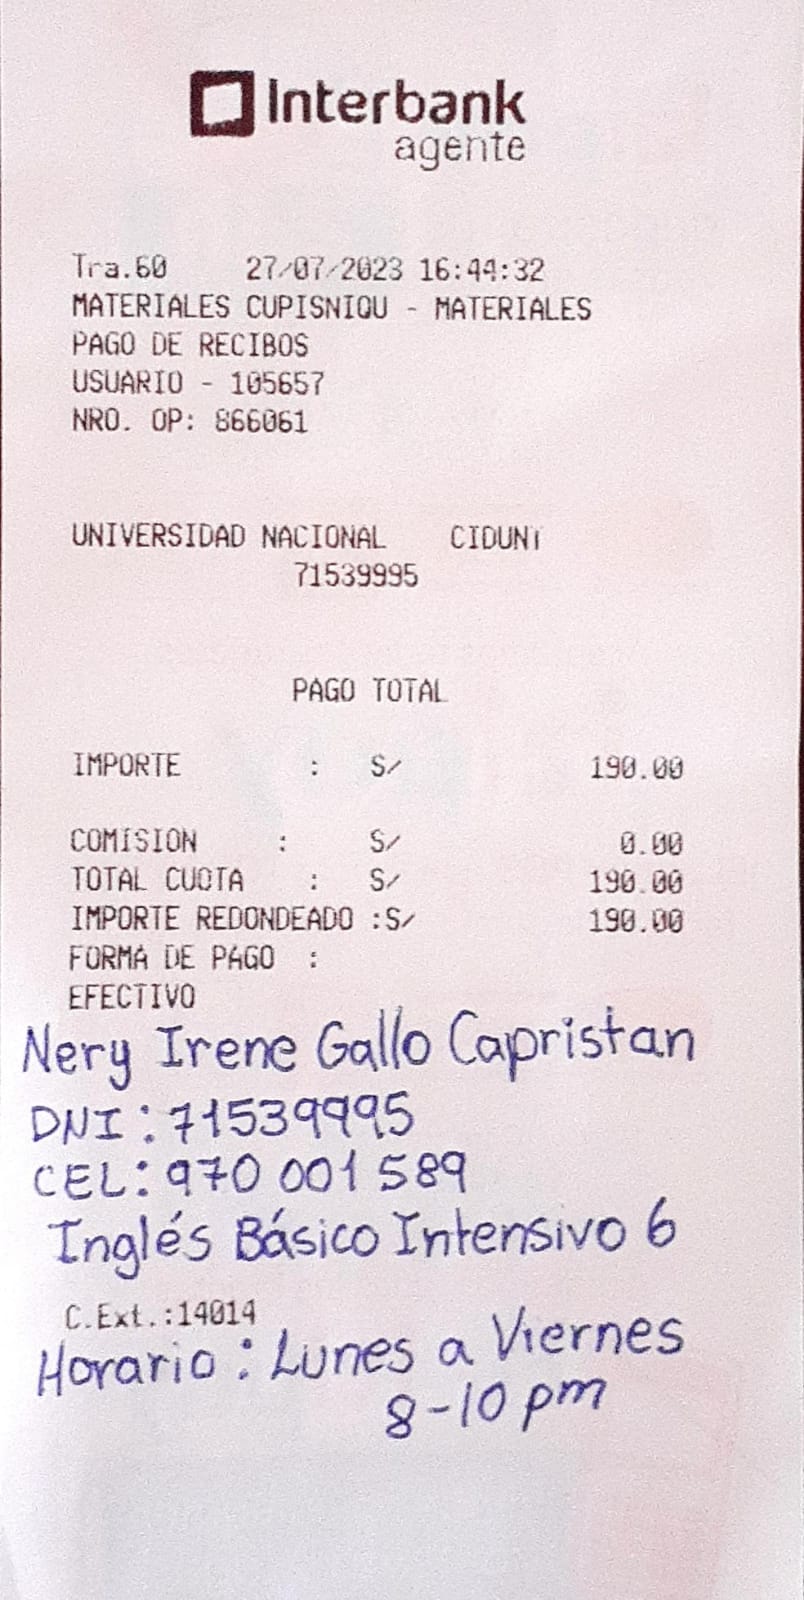 Interbank
agente
Tra.60 27/07/2023 16:44:32
MATERIALES CUPISNIQU - MATERIALES
PAGO DE RECIBOS
USUARIO - 105657
NRO. OP: 866061
UNIVERSIDAD NACIONAL CIDUNT
71539995
PAGO TOTAL
IMPORTE : S/ 190.00
COMISION : S/ 0.00
TOTAL CUOTA : S/ 190.00
IMPORTE REDONDEADO :S/ 190.00
FORMA DE PAGO :
EFECTIVO
Nery Irene Gallo Capristan
DNI: 71539995
CEL: 970 001 589
Inglés Básico Intensivo 6
C.Ext.:14014
Horario: Lunes a Viernes
8-10 pm